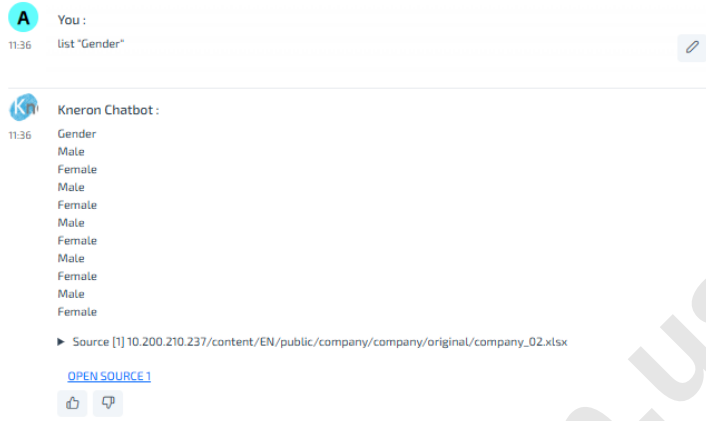 A
You :
11:36
list "Gender"
Kn
Kneron Chatbot :
11:36
Gender
Male
Female
Male
Female
Male
Female
Male
Female
Male
Female
Source [1] 10.200.210.237/content/EN/public/company/company/original/company_02.xlsx
OPEN SOURCE 1